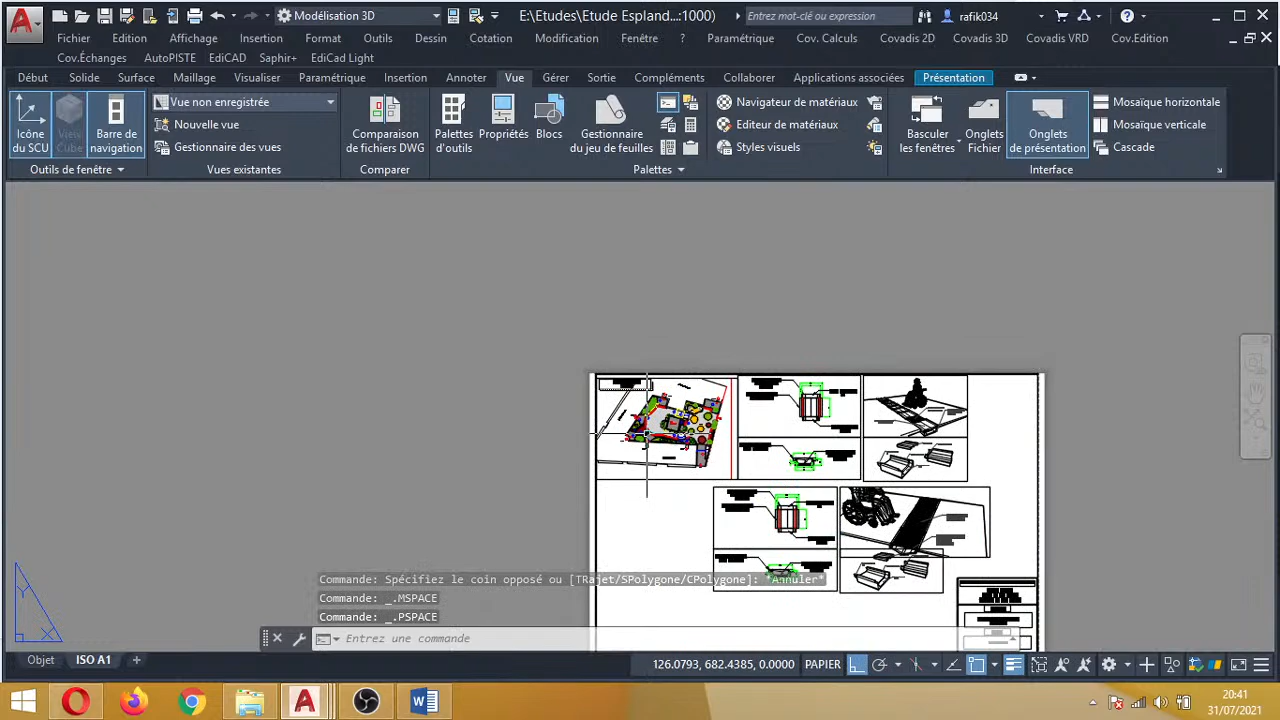 Modélisation 3D
E:\Etudes\Etude Espland...:1000)
Entrez mot-clé ou expression
rafik034
Fichier Edition Affichage Insertion Format Outils Dessin Cotation Modification Fenêtre ? Paramétrique Cov. Calculs Covadis 2D Covadis 3D Covadis VRD Cov.Edition
Cov.Échanges AutoPISTE EdiCAD Saphir+ EdiCad Light
Début Solide Surface Maillage Visualiser Paramétrique Insertion Annoter Vue Gérer Sortie Compléments Collaborer Applications associées Présentation
Icône du SCU
View Cube
Barre de navigation
Outils de fenêtre
Vue non enregistrée
Nouvelle vue
Gestionnaire des vues
Vues existantes
Comparaison de fichiers DWG
Comparer
Palettes d'outils
Propriétés
Blocs
Gestionnaire du jeu de feuilles
Navigateur de matériaux
Editeur de matériaux
Styles visuels
Palettes
Basculer les fenêtres
Onglets Fichier
Onglets de présentation
Mosaïque horizontale
Mosaïque verticale
Cascade
Interface
Commande: Spécifiez le coin opposé ou [TRajet/SPolygone/CPolygone]: *Annuler*
Commande: _.MSPACE
Commande: _.PSPACE
Entrez une commande
Objet ISO A1 +
126.0793, 682.4385, 0.0000 PAPIER
20:41
31/07/2021